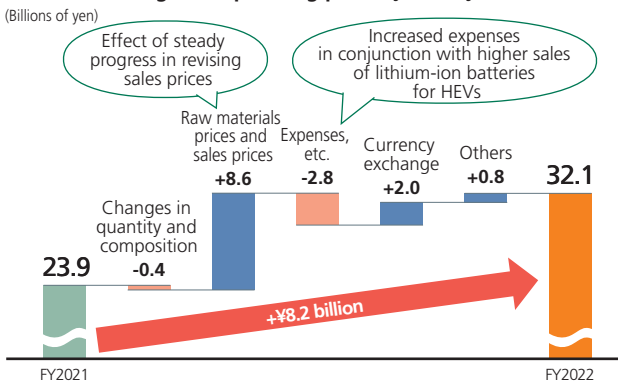 (Billions of yen)
Effect of steady
progress in revising
sales prices
Increased expenses
in conjunction with higher sales
of lithium-ion batteries
for HEVs
23.9
Changes in
quantity and
composition
-0.4
Raw materials
prices and
sales prices
+8.6
Expenses,
etc.
-2.8
Currency
exchange
+2.0
Others
+0.8
32.1
+¥8.2 billion
FY2021
FY2022